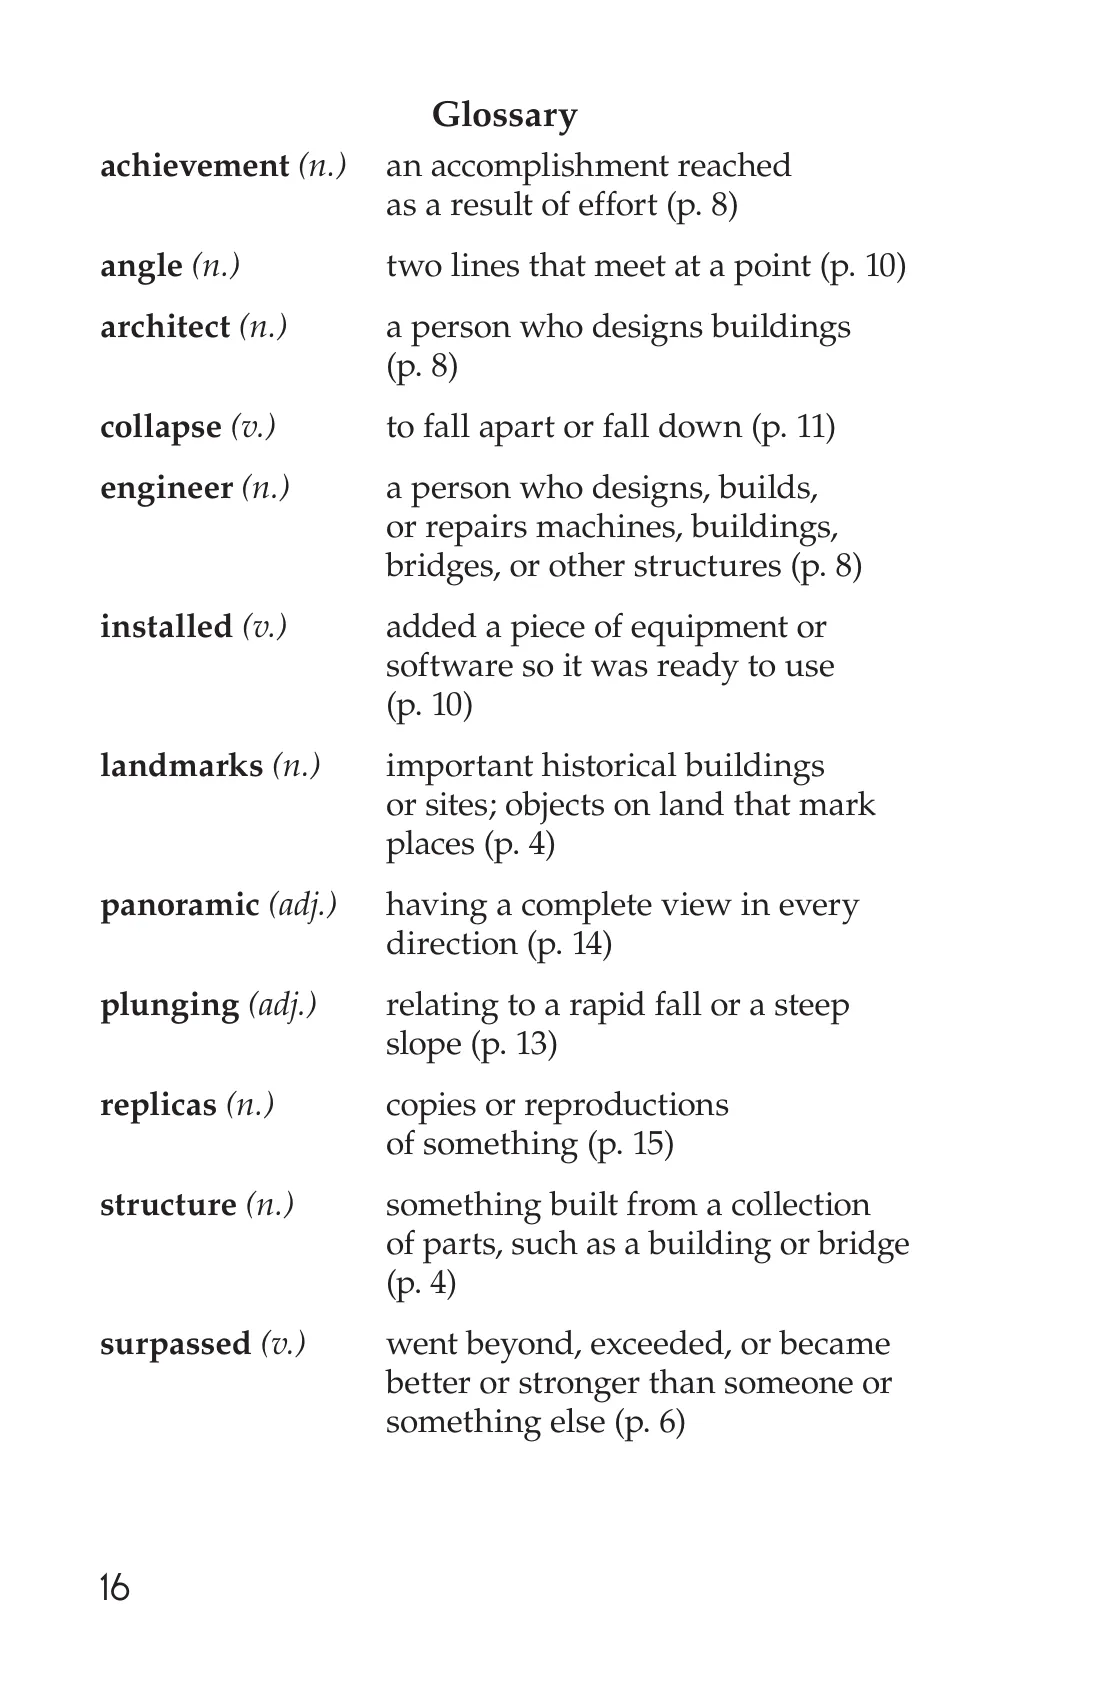 Glossary
achievement (n.) an accomplishment reached
as a result of effort (p. 8)
angle (n.) two lines that meet at a point (p. 10)
architect (n.) a person who designs buildings
(p. 8)
collapse (v.) to fall apart or fall down (p. 11)
engineer (n.) a person who designs, builds,
or repairs machines, buildings,
bridges, or other structures (p. 8)
installed (v.) added a piece of equipment or
software so it was ready to use
(p. 10)
landmarks (n.) important historical buildings
or sites; objects on land that mark
places (p. 4)
panoramic (adj.) having a complete view in every
direction (p. 14)
plunging (adj.) relating to a rapid fall or a steep
slope (p. 13)
replicas (n.) copies or reproductions
of something (p. 15)
structure (n.) something built from a collection
of parts, such as a building or bridge
(p. 4)
surpassed (v.) went beyond, exceeded, or became
better or stronger than someone or
something else (p. 6)
16